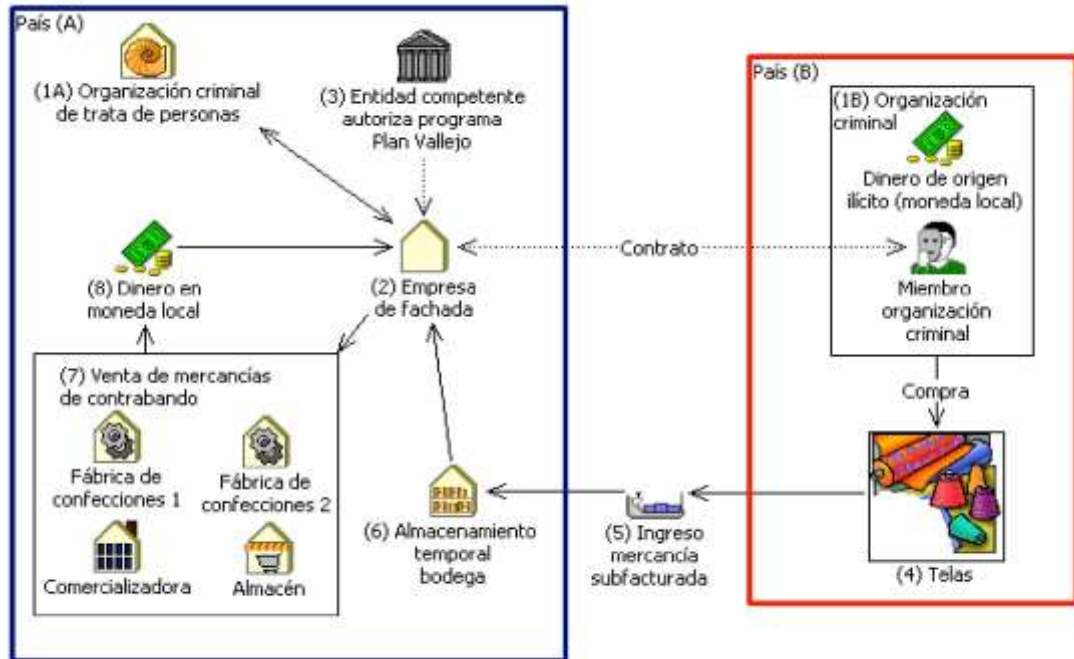 País (A)
(1A) Organización criminal
de trata de personas
(3) Entidad competente
autoriza programa
Plan Vallejo
(8) Dinero en
moneda local
(2) Empresa
de fachada
Contrato
(7) Venta de mercancías
de contrabando
Fábrica de
confecciones 1
Fábrica de
confecciones 2
Comercializadora
Almacén
(6) Almacenamiento
temporal
bodega
(5) Ingreso
mercancía
subfacturada
País (B)
(1B) Organización
criminal
Dinero de origen
ilícito (moneda local)
Miembro
organización
criminal
Compra
(4) Telas